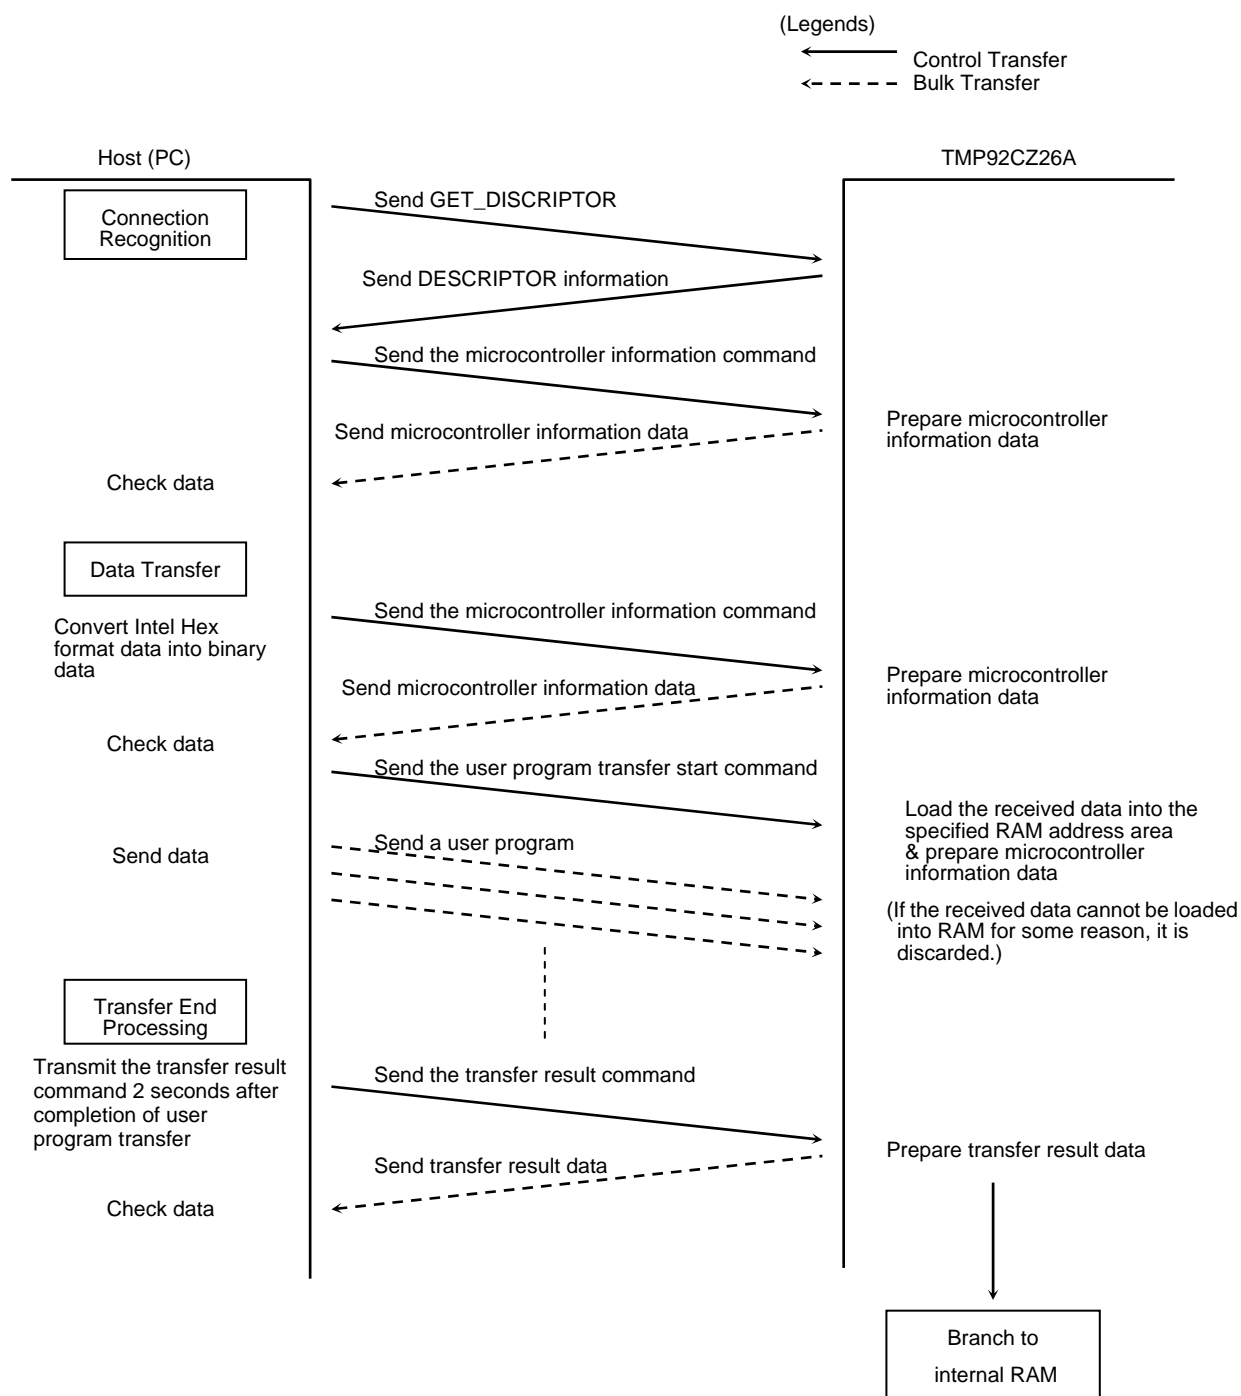 (Legends)
Control Transfer
Bulk Transfer
Host (PC)
TMP92CZ26A
Connection
Recognition
Send GET_DISCRIPTOR
Send DESCRIPTOR information
Send the microcontroller information command
Prepare microcontroller
information data
Send microcontroller information data
Check data
Data Transfer
Convert Intel Hex
format data into binary
data
Send the microcontroller information command
Prepare microcontroller
information data
Send microcontroller information data
Check data
Send the user program transfer start command
Load the received data into the
specified RAM address area
& prepare microcontroller
information data
Send data
Send a user program
(If the received data cannot be loaded
into RAM for some reason, it is
discarded.)
Transfer End
Processing
Transmit the transfer result
command 2 seconds after
completion of user
program transfer
Send the transfer result command
Prepare transfer result data
Send transfer result data
Check data
Branch to
internal RAM